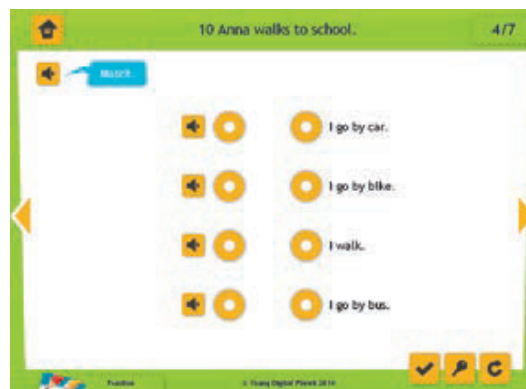 10 Anna walks to school.
4/7
Match.
I go by car.
I go by bike.
I walk.
I go by bus.
© Young Digital Planet 2014